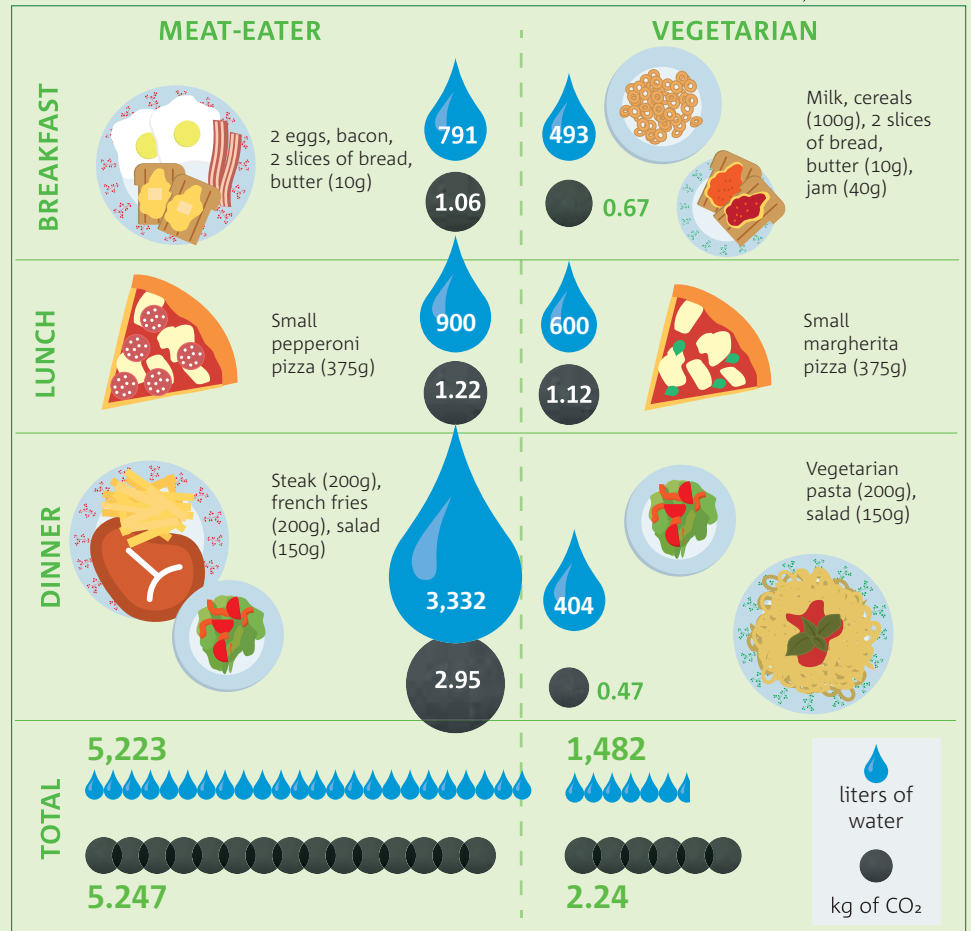 MEAT-EATER
VEGETARIAN
BREAKFAST
2 eggs, bacon,
2 slices of bread,
butter (10g)
791
1.06
493
0.67
Milk, cereals
(100g), 2 slices
of bread,
butter (10g),
jam (40g)
LUNCH
Small
pepperoni
pizza (375g)
900
1.22
600
1.12
Small
margherita
pizza (375g)
DINNER
Steak (200g),
french fries
(200g), salad
(150g)
3,332
2.95
404
0.47
Vegetarian
pasta (200g),
salad (150g)
TOTAL
5,223
5.247
1,482
2.24
liters of
water
kg of CO₂